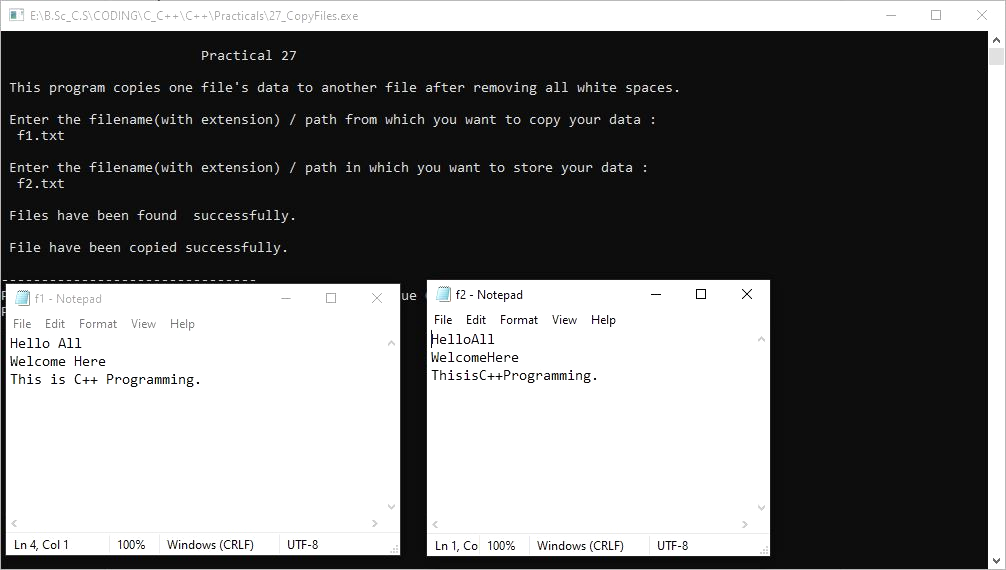 E:\B.Sc_C.S\CODING\C_C++\C++\Practicals\27_CopyFiles.exe
Practical 27
This program copies one file's data to another file after removing all white spaces.
Enter the filename(with extension) / path from which you want to copy your data :
f1.txt
Enter the filename(with extension) / path in which you want to store your data :
f2.txt
Files have been found  successfully.
File have been copied successfully.
--------------------------------
f1 - Notepad
File Edit Format View Help
Hello All
Welcome Here
This is C++ Programming.
Ln 4, Col 1 100% Windows (CRLF) UTF-8
f2 - Notepad
File Edit Format View Help
HelloAll
WelcomeHere
ThisisC++Programming.
Ln 1, Co 100% Windows (CRLF) UTF-8